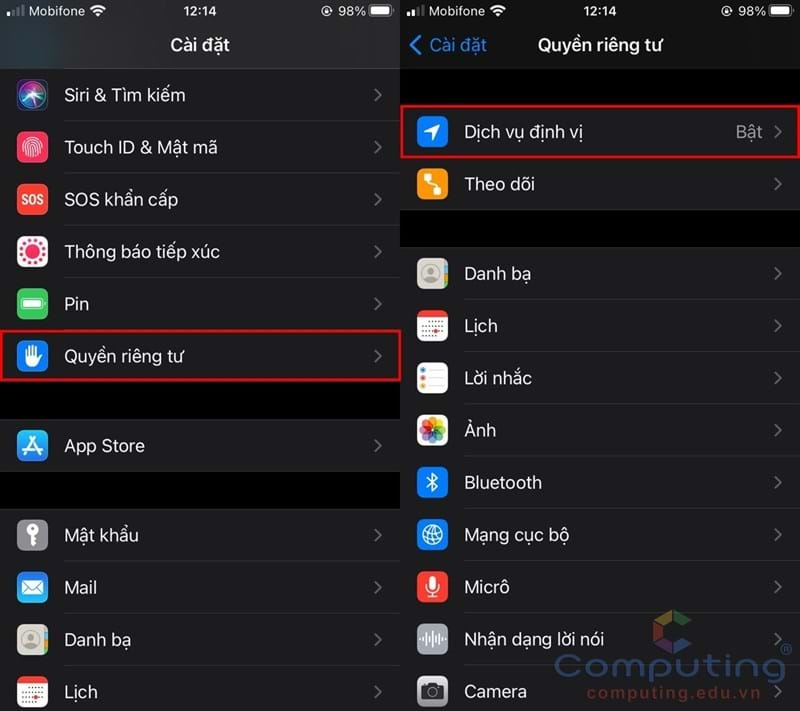 Mobifone 12:14 98%
Cài đặt
Siri & Tìm kiếm
Touch ID & Mật mã
SOS
SOS khẩn cấp
Thông báo tiếp xúc
Pin
Quyền riêng tư
App Store
Mật khẩu
Mail
Danh bạ
Lịch
Mobifone 12:14 98%
Cài đặt Quyền riêng tư
Dịch vụ định vị Bật
Theo dõi
Danh bạ
Lịch
Lời nhắc
Ảnh
Bluetooth
Mạng cục bộ
Micrô
Nhận dạng lời nói
Camera
Computing®
computing.edu.vn